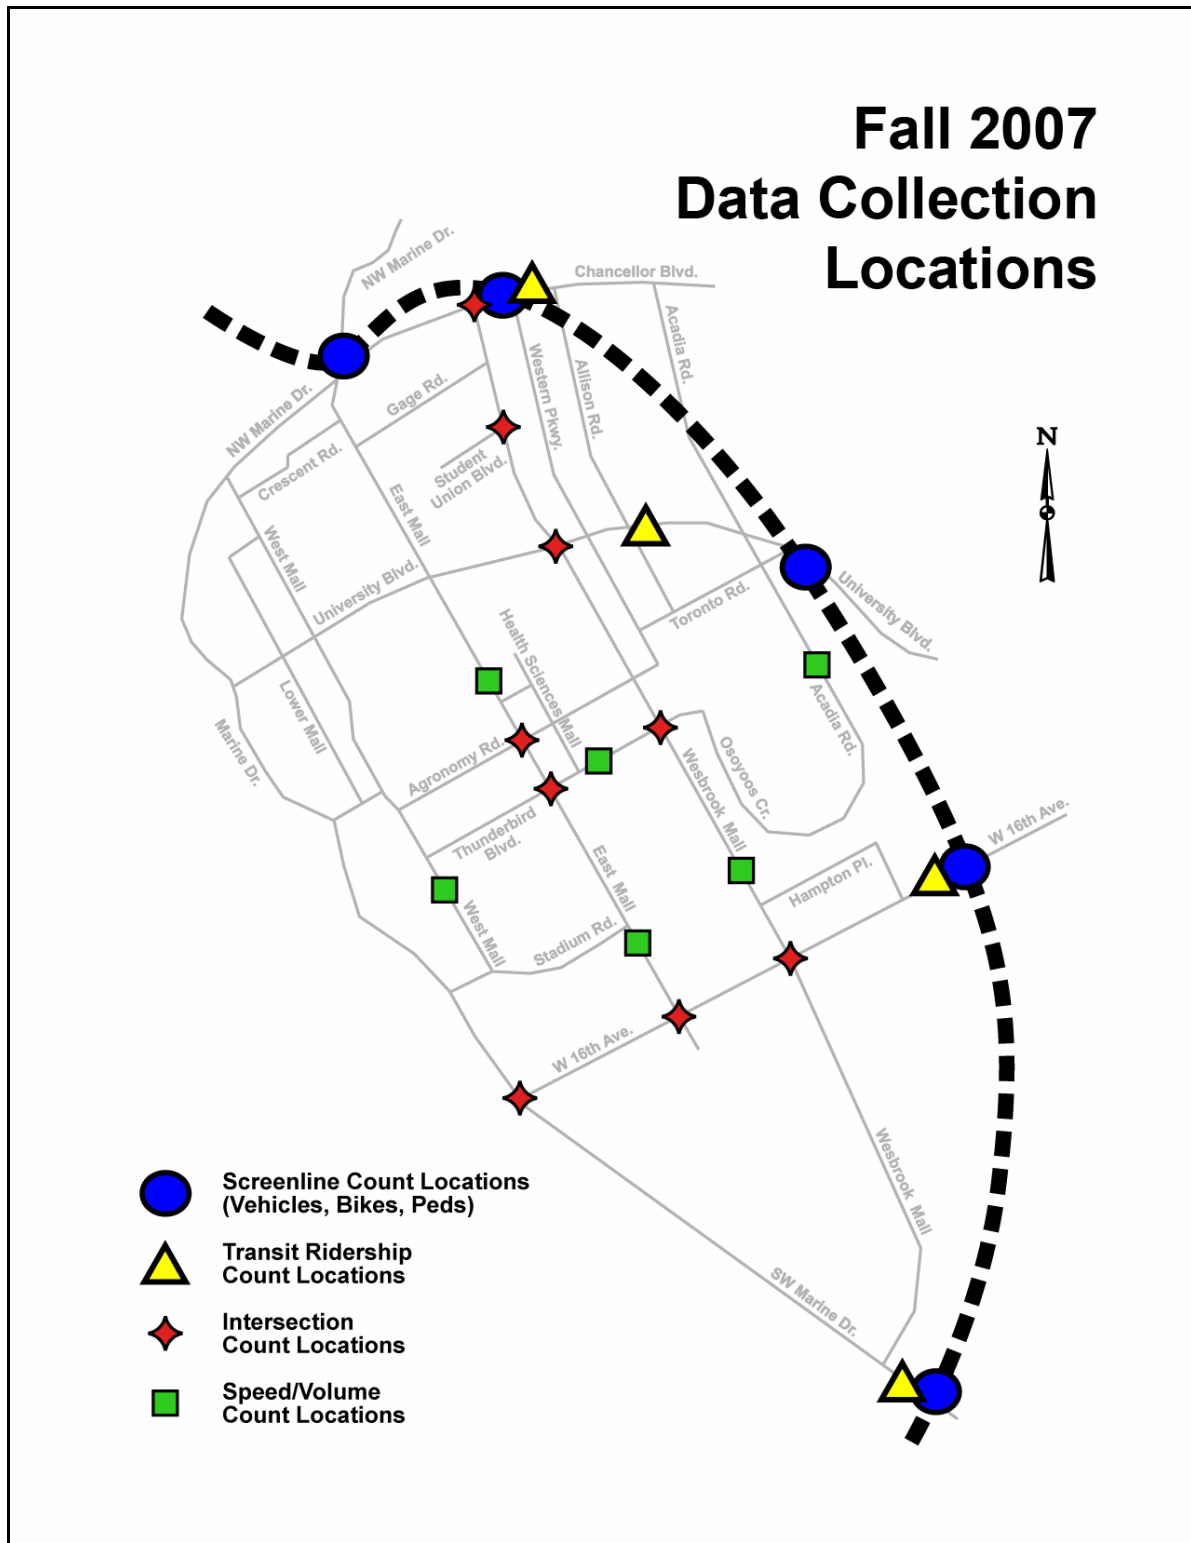 Fall 2007
Data Collection
Locations
NW Marine Dr.
Chancellor Blvd.
Acadia Rd.
Western Pkwy.
Allison Rd.
Gage Rd.
NW Marine Dr.
Crescent Rd.
Student
Union Blvd.
East Mall
West Mall
University Blvd.
N
University Blvd.
Toronto Rd.
Health Sciences Mall
Lower Mall
Marine Dr.
Acadia Rd.
Agronomy Rd.
Osoyoos Cr.
Wesbrook Mall
Thunderbird
Blvd.
East Mall
W 16th Ave.
Hampton Pl.
West Mall
Stadium Rd.
W 16th Ave.
Wesbrook Mall
SW Marine Dr.
Screenline Count Locations
(Vehicles, Bikes, Peds)
Transit Ridership
Count Locations
Intersection
Count Locations
Speed/Volume
Count Locations